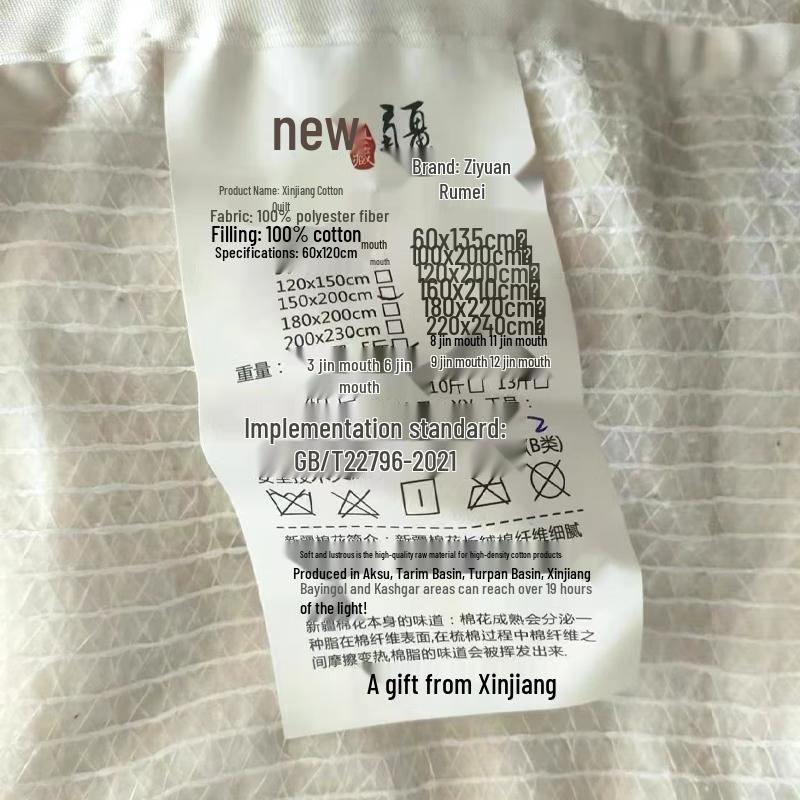 new 疆
Brand: Ziyuan
Rumei
Product Name: Xinjiang Cotton
Quilt
Fabric: 100% polyester fiber
Filling: 100% cotton
mouth
Specifications: 60x120cm
mouth
60x135cm
100x200cm
120x200cm
160x210cm
180x220cm
220x240cm
120x150cm
150x200cm
180x200cm
200x230cm
8 jin mouth 11 jin mouth
重量：
3 jin mouth 6 jin
mouth
9 jin mouth 12 jin mouth
10斤 13斤
Implementation standard:
GB/T22796-2021
2
(B类)
新疆棉花简介：新疆棉花长绒棉纤维细腻
Soft and lustrous is the high-quality raw material for high-density cotton products
Produced in Aksu, Tarim Basin, Turpan Basin, Xinjiang
Bayingol and Kashgar areas can reach over 19 hours
of the light!
新疆棉花本身的味道：棉花成熟会分泌一
种脂在棉纤维表面,在梳棉过程中棉纤维之
间摩擦变热棉脂的味道会被挥发出来.
A gift from Xinjiang